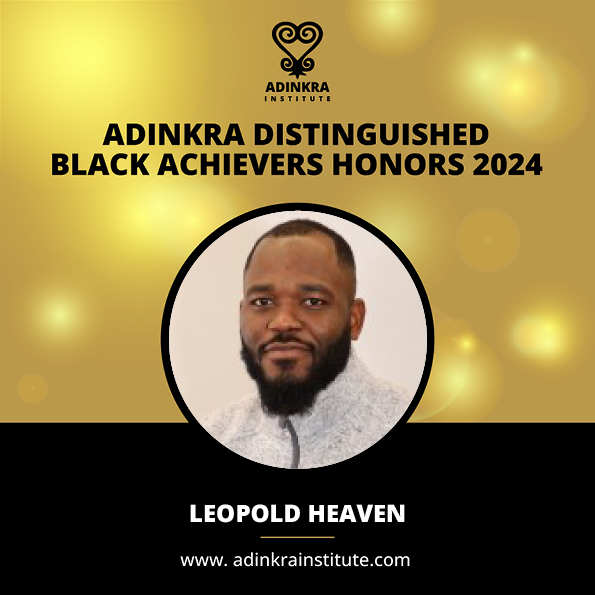 ADINKRA
INSTITUTE
ADINKRA DISTINGUISHED
BLACK ACHIEVERS HONORS 2024
LEOPOLD HEAVEN
www. adinkrainstitute.com